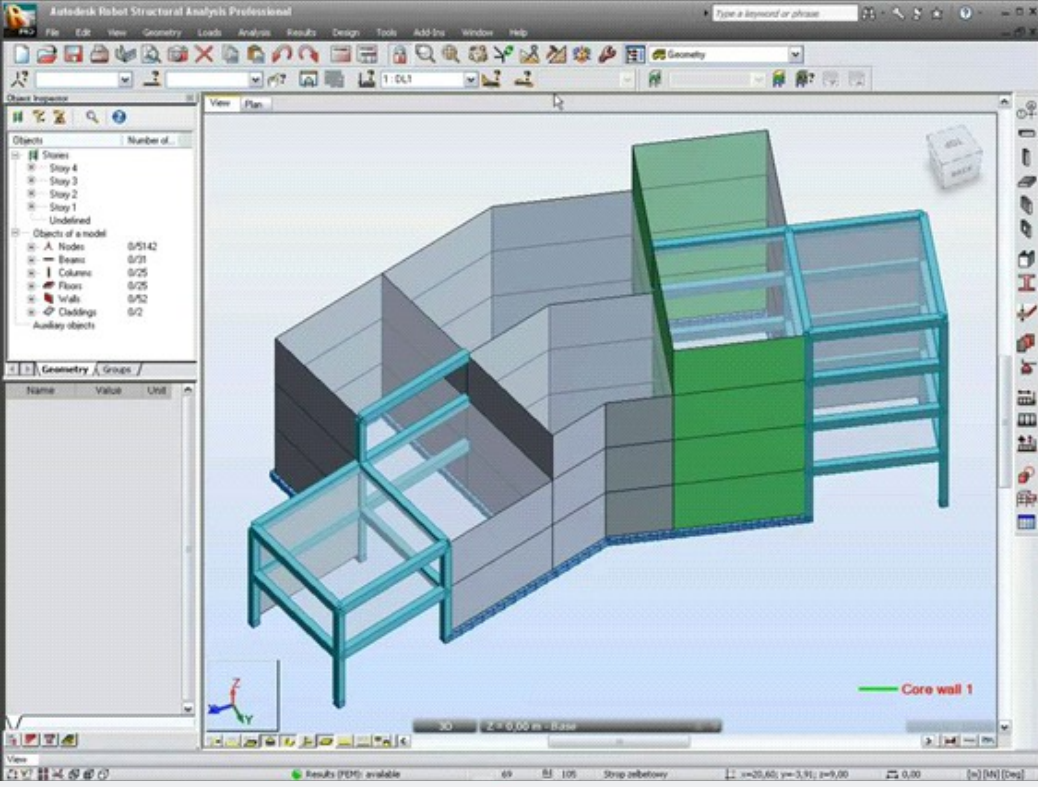 Autodesk Robot Structural Analysis Professional
Type a keyword or phrase
PRO
File Edit View Geometry Loads Analysis Results Design Tools Add-Ins Window Help
Geometry
1 : DL1
Object Inspector
View Plan
Objects Number of...
Stories
Story 4
Story 3
Story 2
Story 1
Undefined
Objects of a model
Nodes 0/5142
Beams 0/31
Columns 0/25
Floors 0/25
Walls 0/52
Claddings 0/2
Auxiliary objects
Geometry Groups
Name Value Unit
TOP
BACK
Core wall 1
Z
X
Y
3D Z = 0,00 m - Base
View
Results (FEM): available 69 105 Strop zelbetowy x=20,60; y=-3,91; z=9,00 0,00 [m] [kN] [Deg]